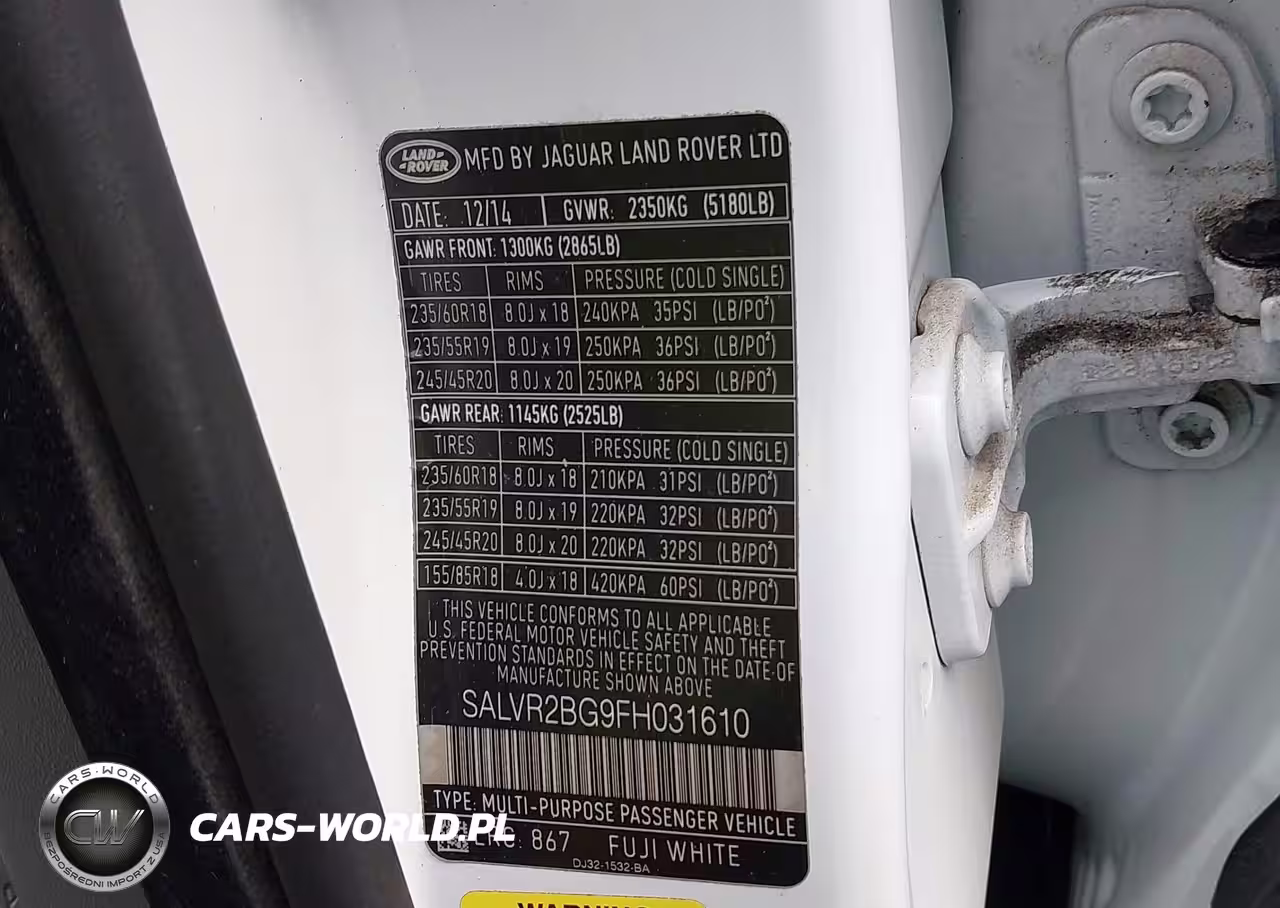 LAND-
-ROVER
MFD BY JAGUAR LAND ROVER LTD
DATE: 12/14 GVWR: 2350KG (5180LB)
GAWR FRONT: 1300KG (2865LB)
TIRES RIMS PRESSURE (COLD SINGLE)
235/60R18 8.0J x 18 240KPA 35PSI (LB/PO²)
235/55R19 8.0J x 19 250KPA 36PSI (LB/PO²)
245/45R20 8.0J x 20 250KPA 36PSI (LB/PO²)
GAWR REAR: 1145KG (2525LB)
TIRES RIMS PRESSURE (COLD SINGLE)
235/60R18 8.0J x 18 210KPA 31PSI (LB/PO²)
235/55R19 8.0J x 19 220KPA 32PSI (LB/PO²)
245/45R20 8.0J x 20 220KPA 32PSI (LB/PO²)
155/85R18 4.0J x 18 420KPA 60PSI (LB/PO²)
THIS VEHICLE CONFORMS TO ALL APPLICABLE
U.S. FEDERAL MOTOR VEHICLE SAFETY AND THEFT
PREVENTION STANDARDS IN EFFECT ON THE DATE-OF
MANUFACTURE SHOWN ABOVE
SALVR2BG9FH031610
TYPE: MULTI-PURPOSE PASSENGER VEHICLE
867 FUJI WHITE
DJ32-1532-BA
WARNING
CARS-WORLD
CW
BEZPOŚREDNI IMPORT Z USA
CARS-WORLD.PL